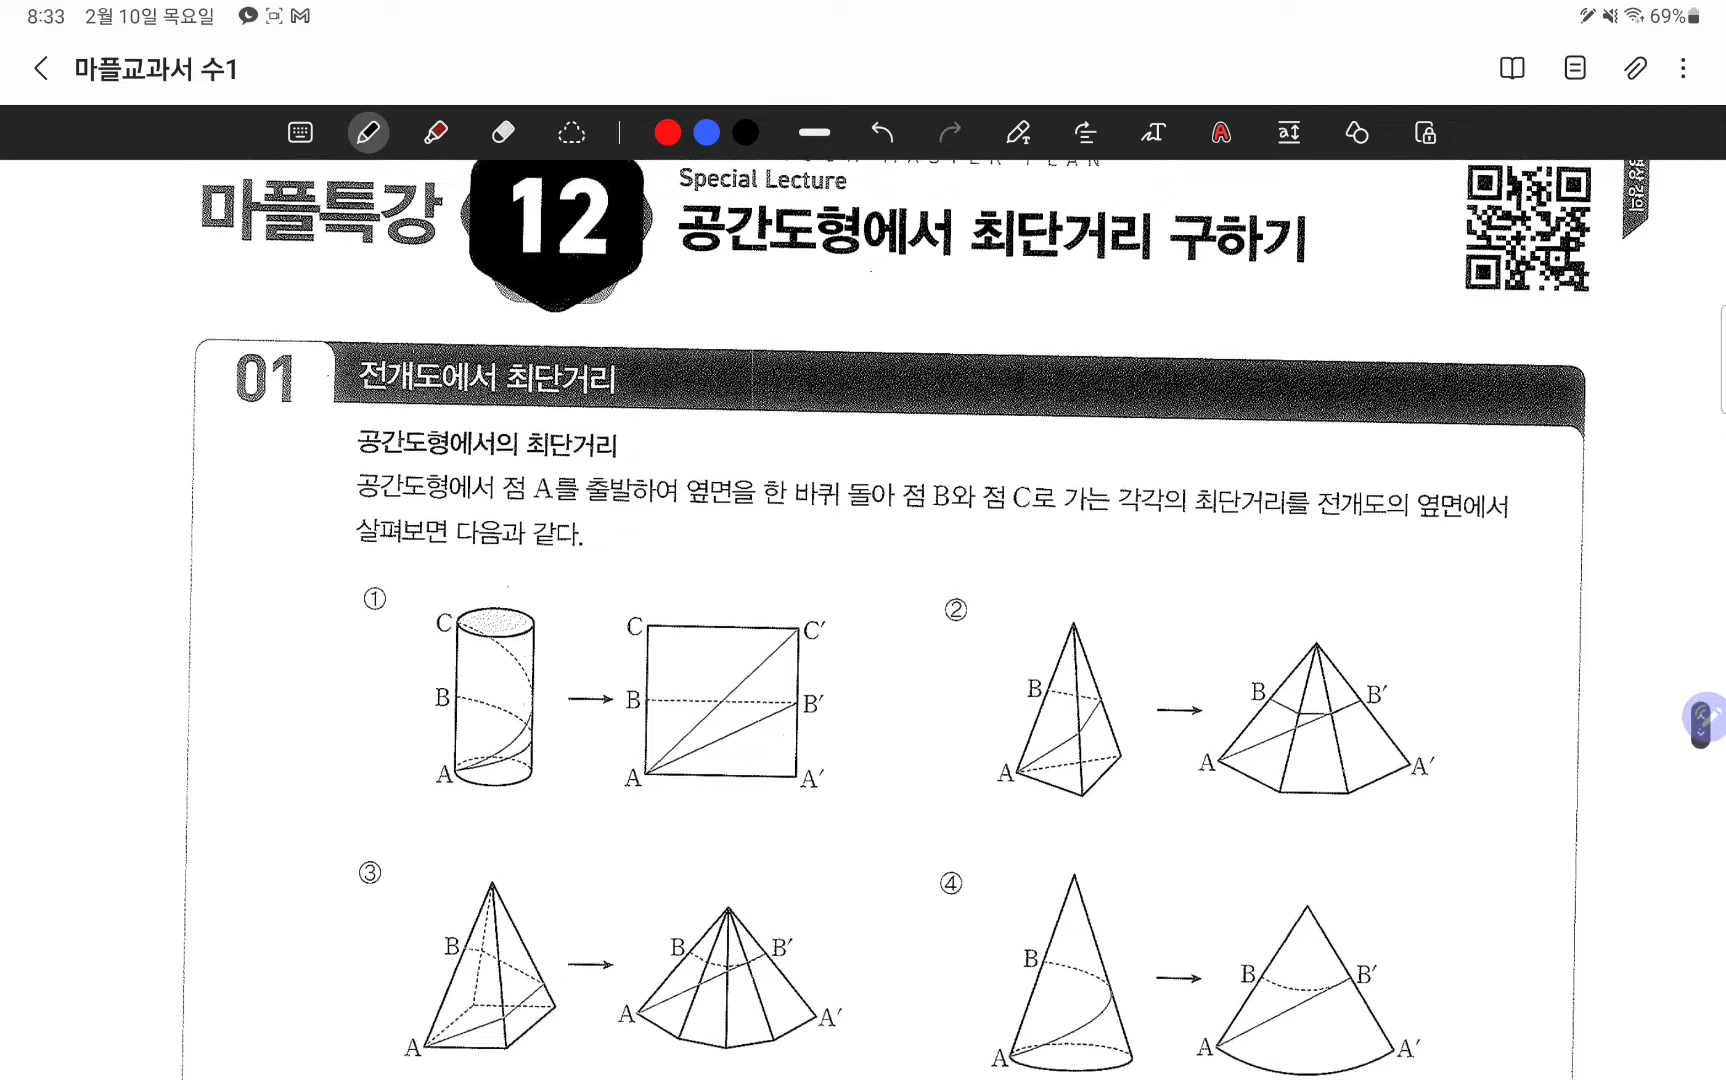 8:33 2월 10일 목요일
69%
마플교과서 수1
Special Lecture
마플특강 12 공간도형에서 최단거리 구하기
01 전개도에서 최단거리
공간도형에서의 최단거리
공간도형에서 점 A를 출발하여 옆면을 한 바퀴 돌아 점 B와 점 C로 가는 각각의 최단거리를 전개도의 옆면에서
살펴보면 다음과 같다.
①
C C C′
B B B′
A A A′
②
B B B′
A A A′
③
B B B′
A A A′
④
B B B′
A A A′